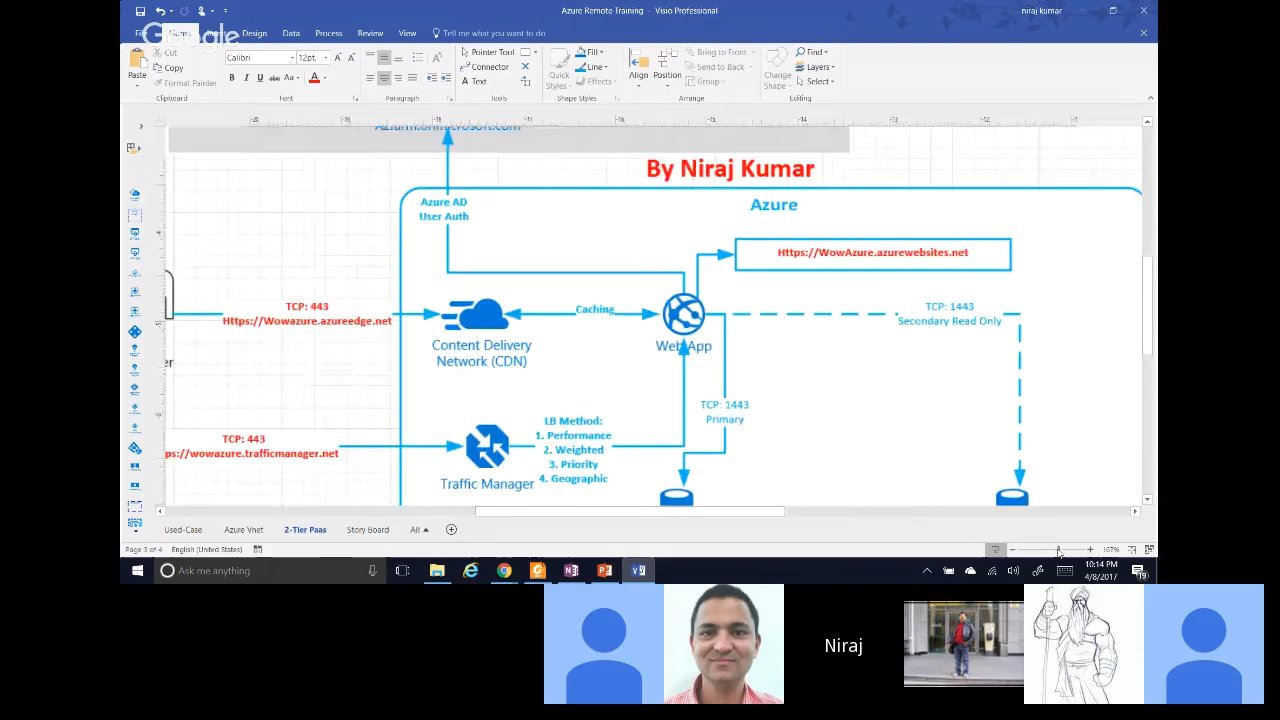 Azure Remote Training - Visio Professional
niraj kumar
Google
Design Data Process Review View Tell me what you want to do
Paste
Cut
Copy
Format Painter
Clipboard
Calibri 12pt.
B I U abc Aa A
Font
Paragraph
Pointer Tool
Connector
A Text
Tools
Quick Styles
Fill
Line
Effects
Shape Styles
Align
Position
Bring to Front
Send to Back
Group
Arrange
Change Shape
Find
Layers
Select
Editing
By Niraj Kumar
Azure
Azure AD
User Auth
Https://WowAzure.azurewebsites.net
TCP: 443
Https://Wowazure.azureedge.net
Caching
TCP: 1443
Secondary Read Only
Content Delivery
Network (CDN)
Web App
er
TCP: 1443
Primary
LB Method:
1. Performance
2. Weighted
3. Priority
4. Geographic
TCP: 443
ps://wowazure.trafficmanager.net
Traffic Manager
Used-Case Azure Vnet 2-Tier Paas Story Board All
Page 3 of 4 English (United States)
167%
Ask me anything
10:14 PM
4/8/2017
19
Niraj